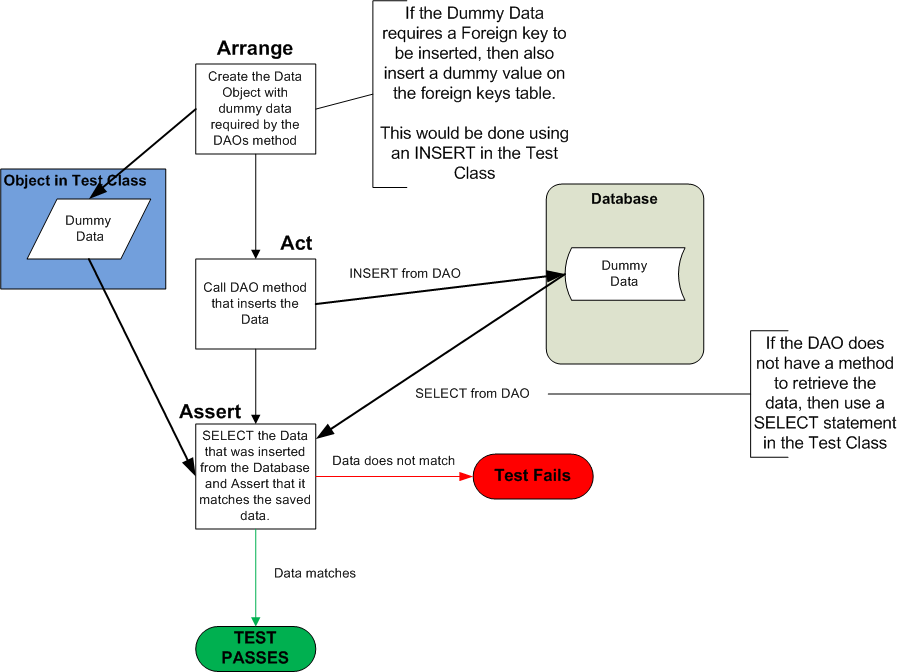 Arrange
Create the Data
Object with
dummy data
required by the
DAOs method
If the Dummy Data
requires a Foreign key to
be inserted, then also
insert a dummy value on
the foreign keys table.
This would be done using
an INSERT in the Test
Class
Object in Test Class
Dummy
Data
Database
Dummy
Data
Act
Call DAO method
that inserts the
Data
INSERT from DAO
SELECT from DAO
If the DAO does
not have a method
to retrieve the
data, then use a
SELECT statement
in the Test Class
Assert
SELECT the Data
that was inserted
from the Database
and Assert that it
matches the saved
data.
Data does not match
Test Fails
Data matches
TEST
PASSES